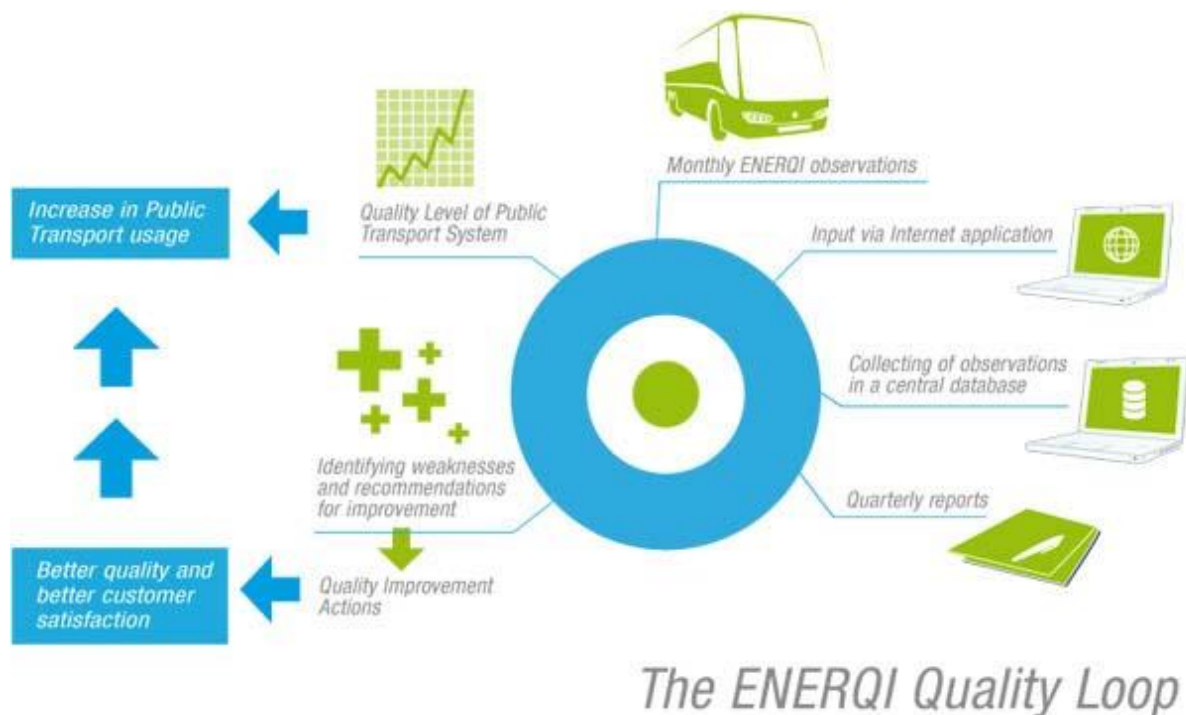 Monthly ENERQI observations
Increase in Public
Transport usage
Quality Level of Public
Transport System
Input via Internet application
Collecting of observations
in a central database
Identifying weaknesses
and recommendations
for improvement
Quarterly reports
Better quality and
better customer
satisfaction
Quality Improvement
Actions
The ENERQI Quality Loop